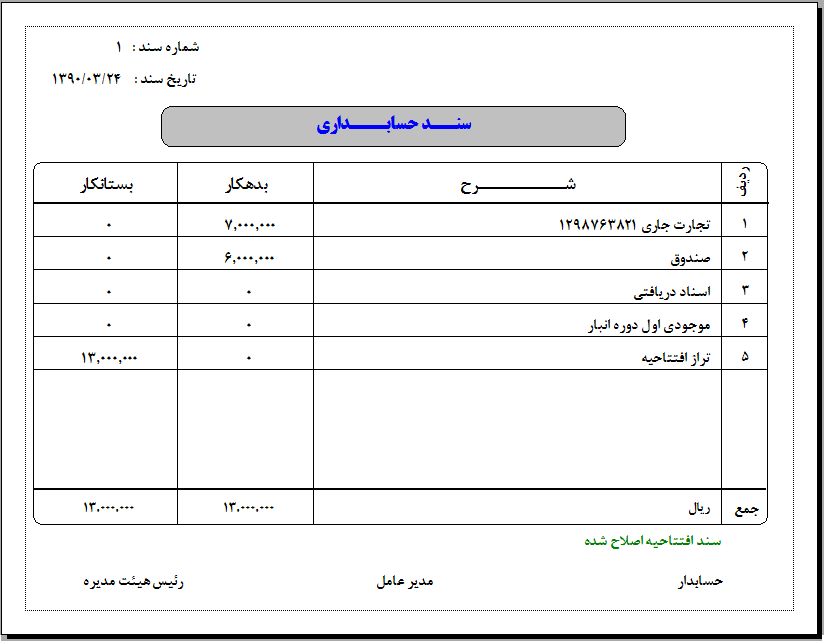 شماره سند : ۱
تاریخ سند : ۱۳۹۰/۰۳/۲۴
سنـــد حسابـــــداری
ردیف شـــــــــــرح بدهکار بستانکار
۱ تجارت جاری ۱۲۹۸۷۶۳۸۲۱ ۷,۰۰۰,۰۰۰ ۰
۲ صندوق ۶,۰۰۰,۰۰۰ ۰
۳ اسناد دریافتی ۰ ۰
۴ موجودی اول دوره انبار ۰ ۰
۵ تراز افتتاحیه ۰ ۱۳,۰۰۰,۰۰۰
جمع ریال ۱۳,۰۰۰,۰۰۰ ۱۳,۰۰۰,۰۰۰
سند افتتاحیه اصلاح شده
حسابدار مدیر عامل رئیس هیئت مدیره